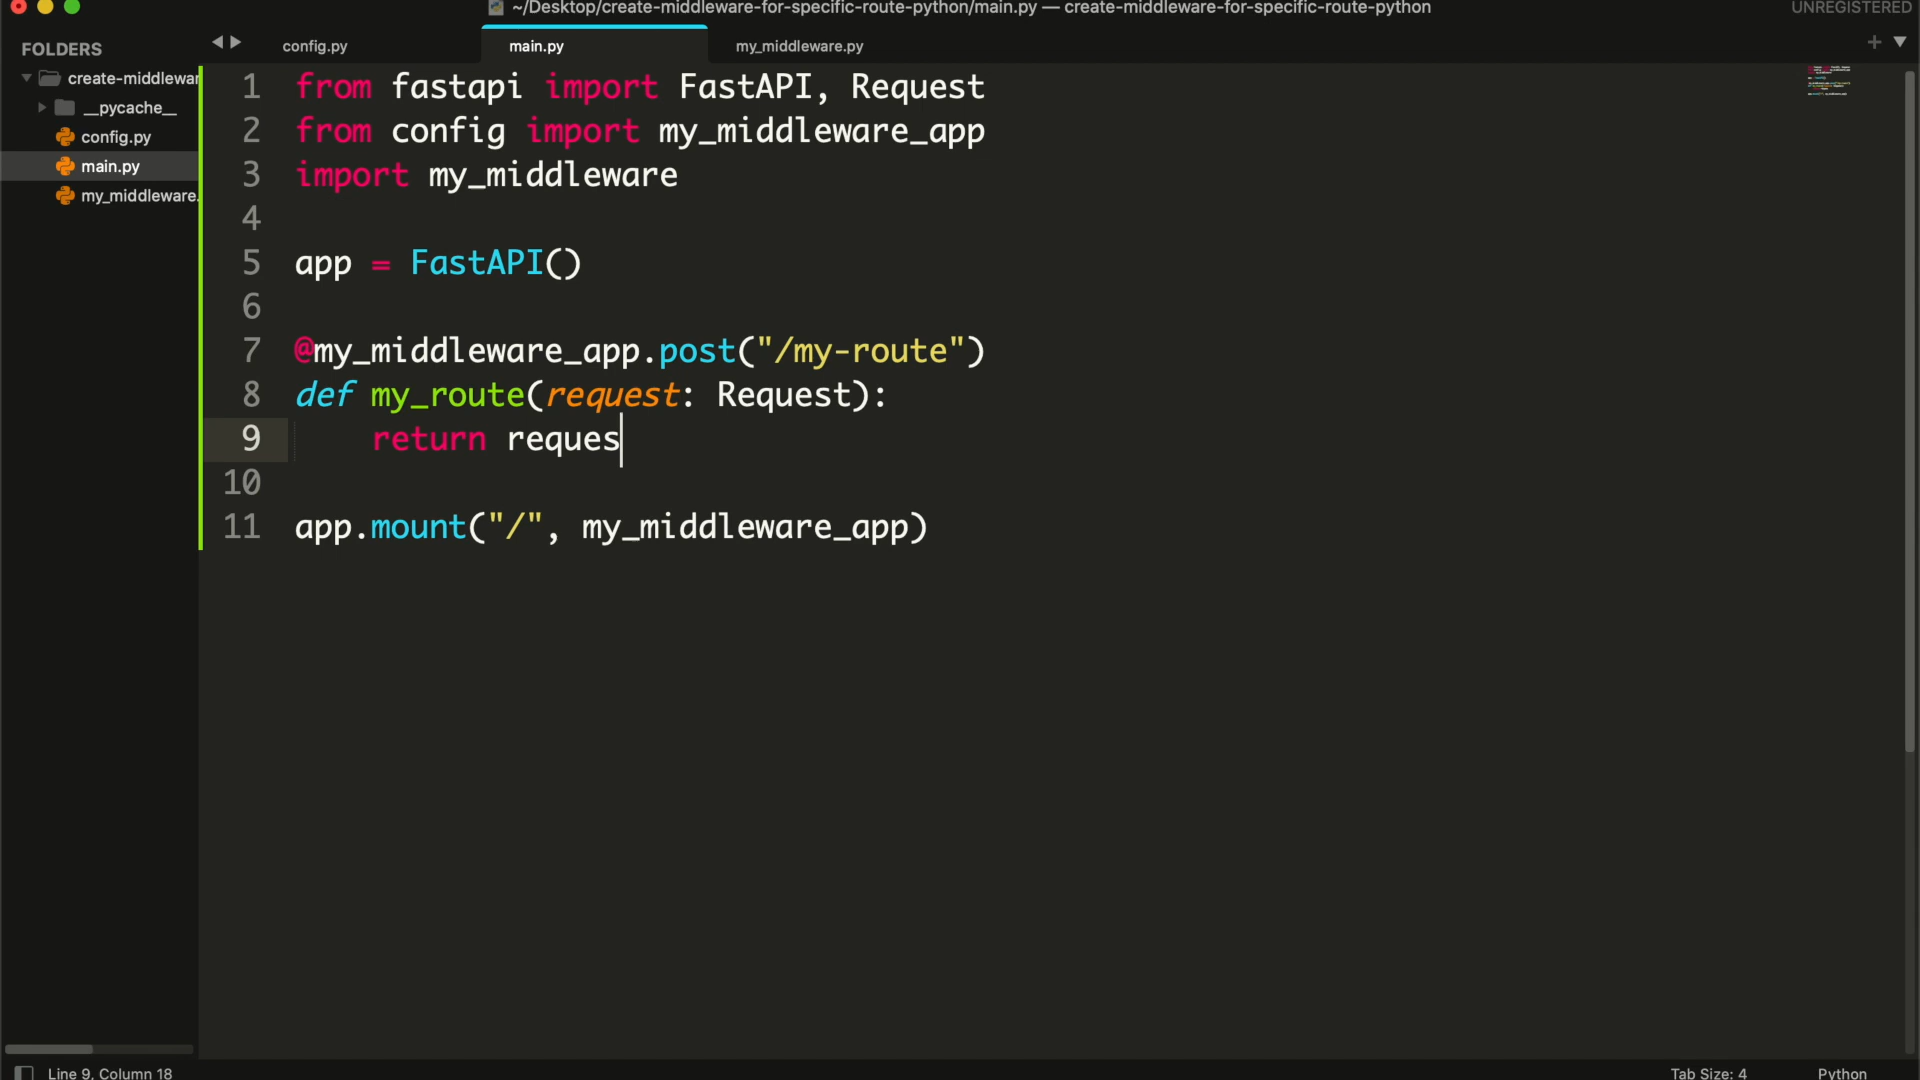 ~/Desktop/create-middleware-for-specific-route-python/main.py — create-middleware-for-specific-route-python
UNREGISTERED
FOLDERS
create-middlewar
__pycache__
config.py
main.py
my_middleware.
config.py
main.py
my_middleware.py
1 from fastapi import FastAPI, Request
2 from config import my_middleware_app
3 import my_middleware
4
5 app = FastAPI()
6
7 @my_middleware_app.post("/my-route")
8 def my_route(request: Request):
9 return reques
10
11 app.mount("/", my_middleware_app)
Line 9, Column 18
Tab Size: 4
Python